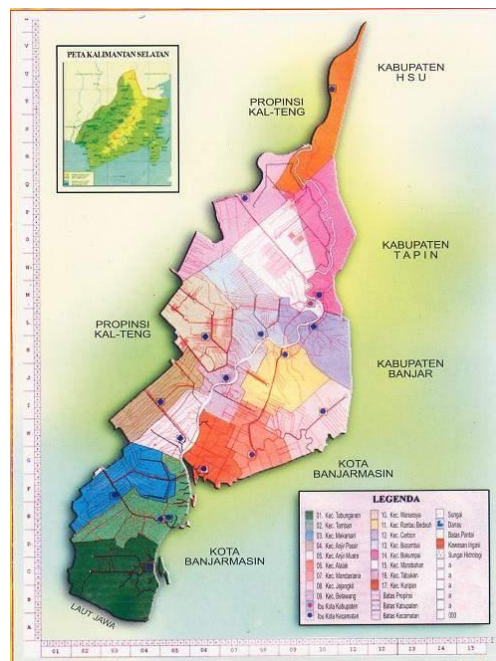 PETA KALIMANTAN SELATAN
KABUPATEN
H S U
PROPINSI
KAL-TENG
KABUPATEN
T A P I N
PROPINSI
KAL-TENG
KABUPATEN
BANJAR
KOTA
BANJARMASIN
KOTA
BANJARMASIN
LAUT JAWA
LEGENDA
01. Kec. Tabunganen
02. Kec. Tamban
03. Kec. Mekarsari
04. Kec. Anjir Pasar
05. Kec. Anjir Muara
06. Kec. Alalak
07. Kec. Mandastana
08. Kec. Jejangkit
09. Kec. Belawang
Ibu Kota Kabupaten
Ibu Kota Kecamatan
10. Kec. Wanaraya
11. Kec. Rantau Badauh
12. Kec. Cerbon
13. Kec.
14. Kec. Bakumpai
15. Kec. Marabahan
16. Kec. Tabukan
17. Kec. Kuripan
Batas Propinsi
Batas Kabupaten
Batas Kecamatan
Sungai
Danau
Batas Pantai
Kawasan Irigasi
Sungai Hidrologi
a
a
a
a
000
01 02 03 04 05 06 07 08 09 10 11 12 13 14 15